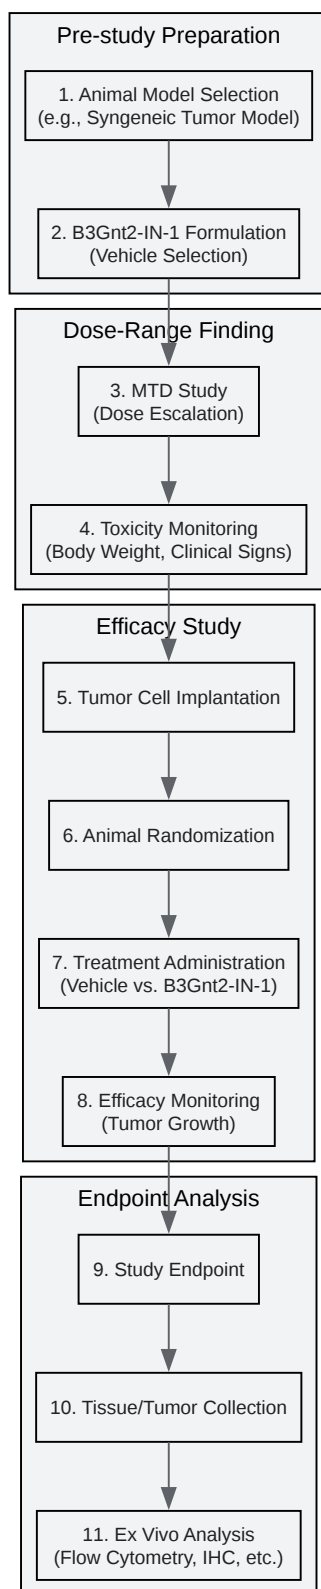 Pre-study Preparation
1. Animal Model Selection
(e.g., Syngeneic Tumor Model)
2. B3Gnt2-IN-1 Formulation
(Vehicle Selection)
Dose-Range Finding
3. MTD Study
(Dose Escalation)
4. Toxicity Monitoring
(Body Weight, Clinical Signs)
Efficacy Study
5. Tumor Cell Implantation
6. Animal Randomization
7. Treatment Administration
(Vehicle vs. B3Gnt2-IN-1)
8. Efficacy Monitoring
(Tumor Growth)
Endpoint Analysis
9. Study Endpoint
10. Tissue/Tumor Collection
11. Ex Vivo Analysis
(Flow Cytometry, IHC, etc.)